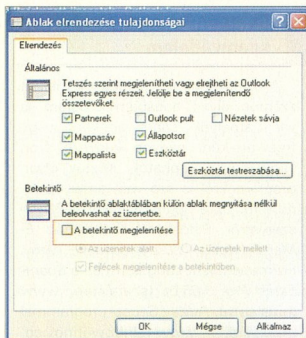 Ablak elrendezése tulajdonságai
Elrendezés
Általános
Tetszés szerint megjelenítheti vagy elrejtheti az Outlook
Express egyes részeit. Jelölje be a megjelenítendő
összetevőket.
Partnerek Outlook pult Nézetek sávja
Mappasáv Állapotsor
Mappalista Eszköztár
Eszköztár testreszabása...
Betekintő
A betekintő ablaktáblában külön ablak megnyitása nélkül
beleolvashat az üzenetbe.
A betekintő megjelenítése
Az üzenetek alatt Az üzenetek mellett
Fejlécek megjelenítése a betekintőben
OK Mégse Alkalmaz